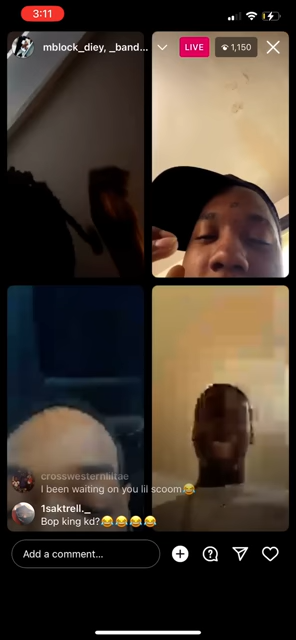 3:11
mblock_diey, _band...
LIVE
1,150
crosswesternliltae
I been waiting on you lil scoom😂
1saktrell._
Bop king kd?😂😂😂😂
Add a comment...